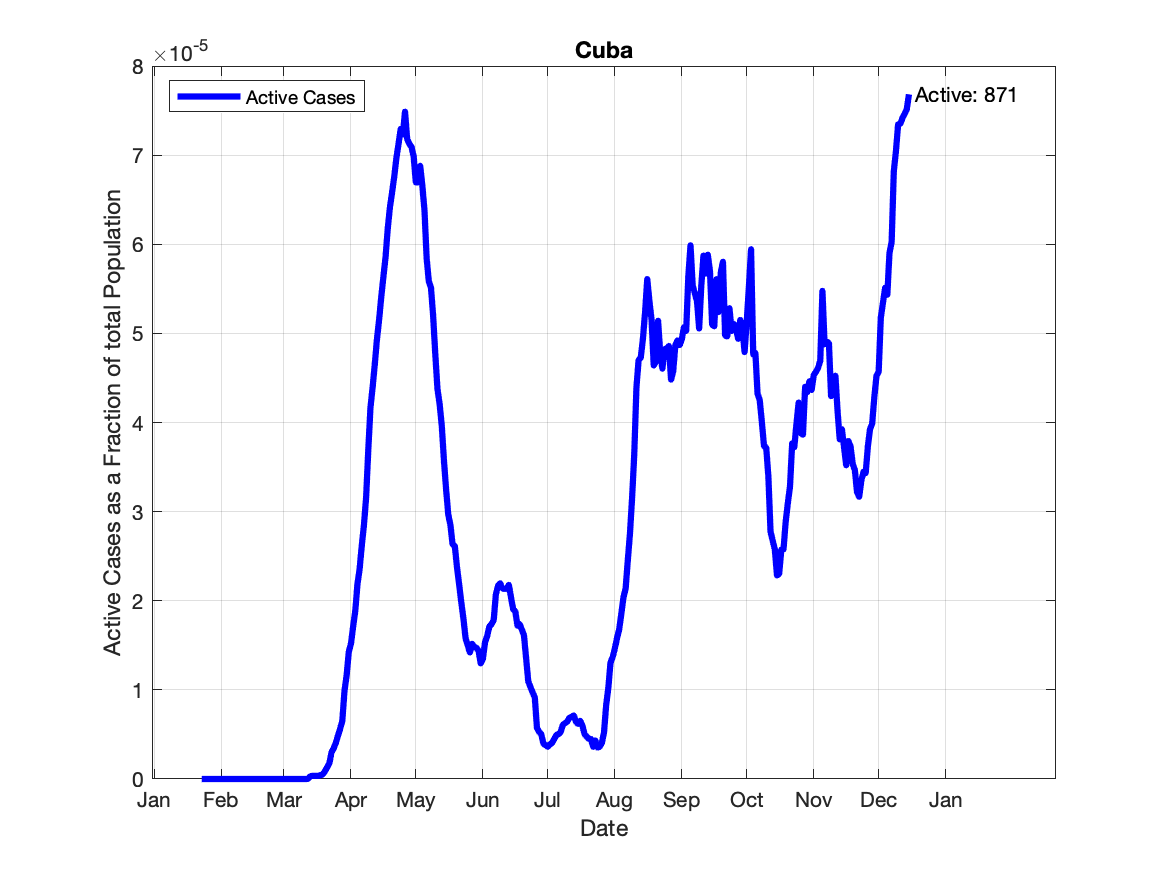 Cuba
×10-5
Active Cases
Active: 871
8
7
6
5
4
3
2
1
0
Active Cases as a Fraction of total Population
Jan Feb Mar Apr May Jun Jul Aug Sep Oct Nov Dec Jan
Date